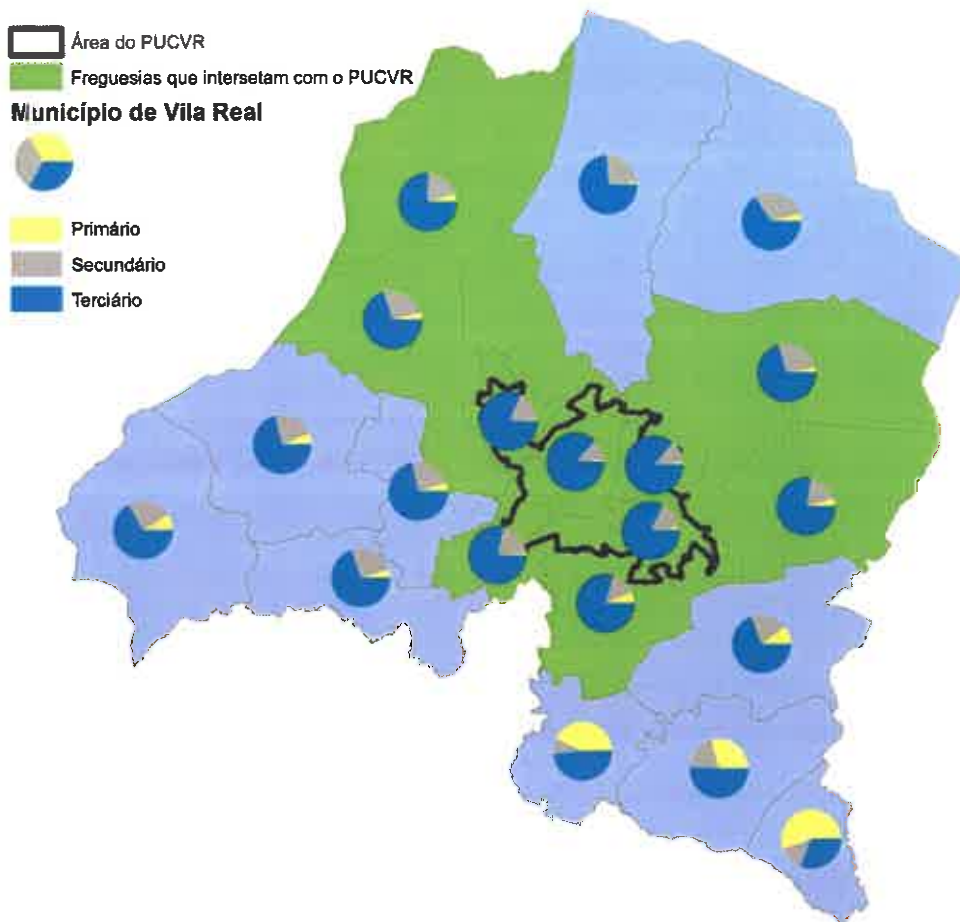 Área do PUCVR
Freguesias que intersetam com o PUCVR
Município de Vila Real
Primário
Secundário
Terciário